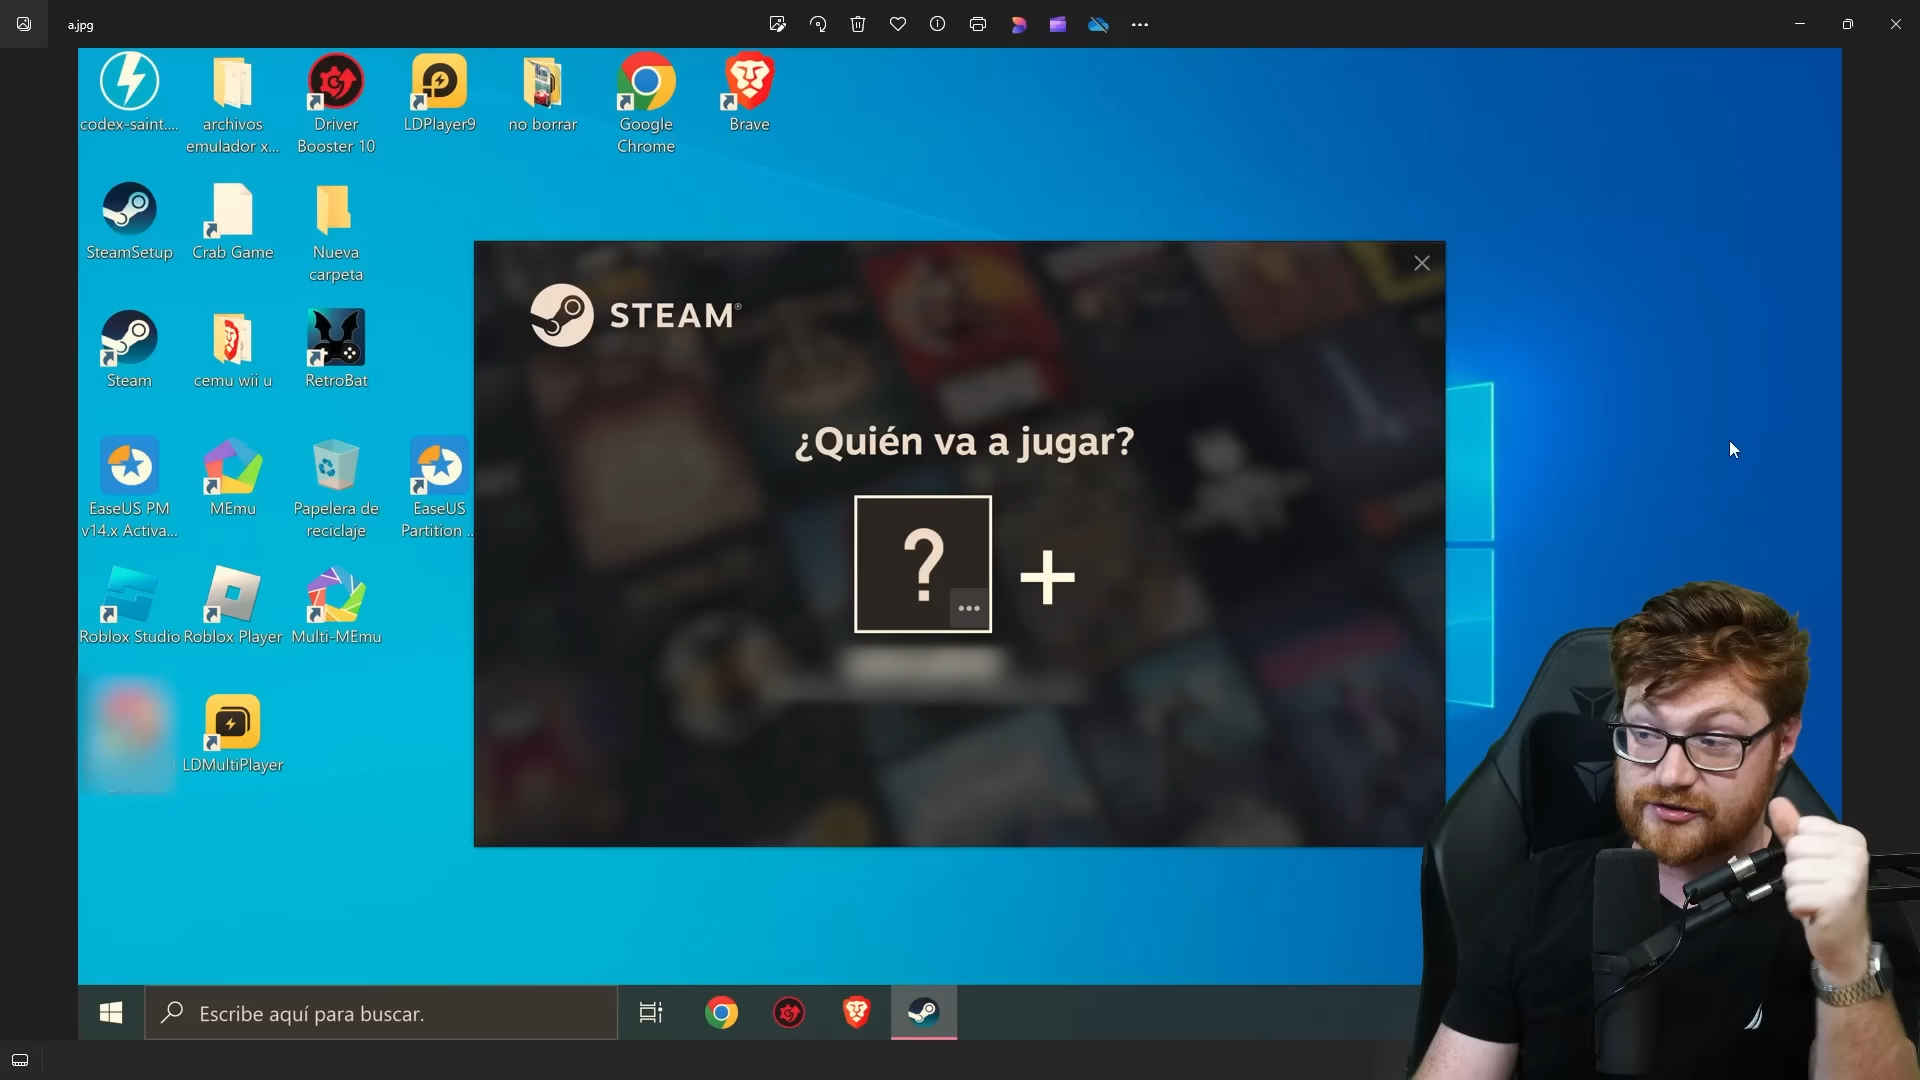 a.jpg
codex-saint....
archivos
emulador x...
Driver
Booster 10
LDPlayer9
no borrar
Google
Chrome
Brave
SteamSetup
Crab Game
Nueva
carpeta
STEAM®
¿Quién va a jugar?
?
Steam
cemu wii u
RetroBat
EaseUS PM
v14.x Activa...
MEmu
Papelera de
reciclaje
EaseUS
Partition ...
Roblox Studio
Roblox Player
Multi-MEmu
LDMultiPlayer
Escribe aquí para buscar.